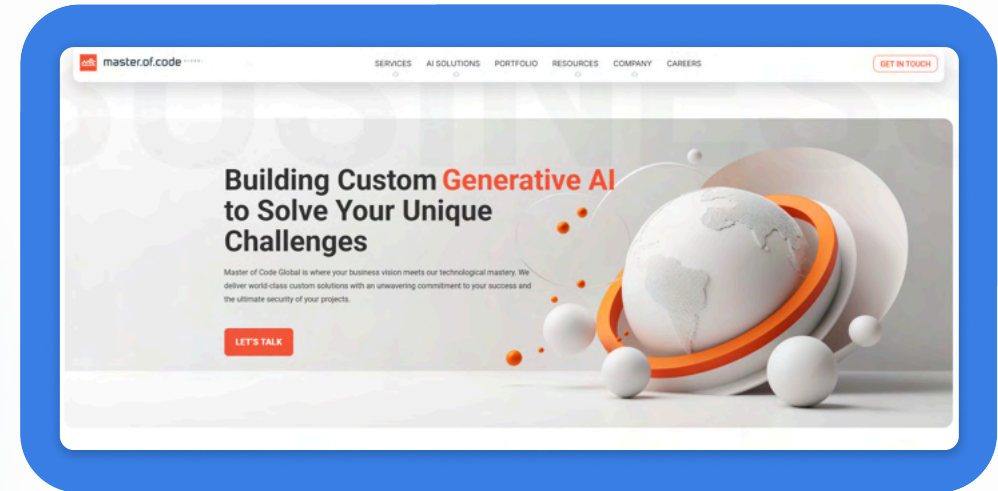 master.of.code GLOBAL
SERVICES AI SOLUTIONS PORTFOLIO RESOURCES COMPANY CAREERS
GET IN TOUCH
BUSINES
Building Custom Generative AI
to Solve Your Unique
Challenges
Master of Code Global is where your business vision meets our technological mastery. We
deliver world-class custom solutions with an unwavering commitment to your success and
the ultimate security of your projects.
LET'S TALK